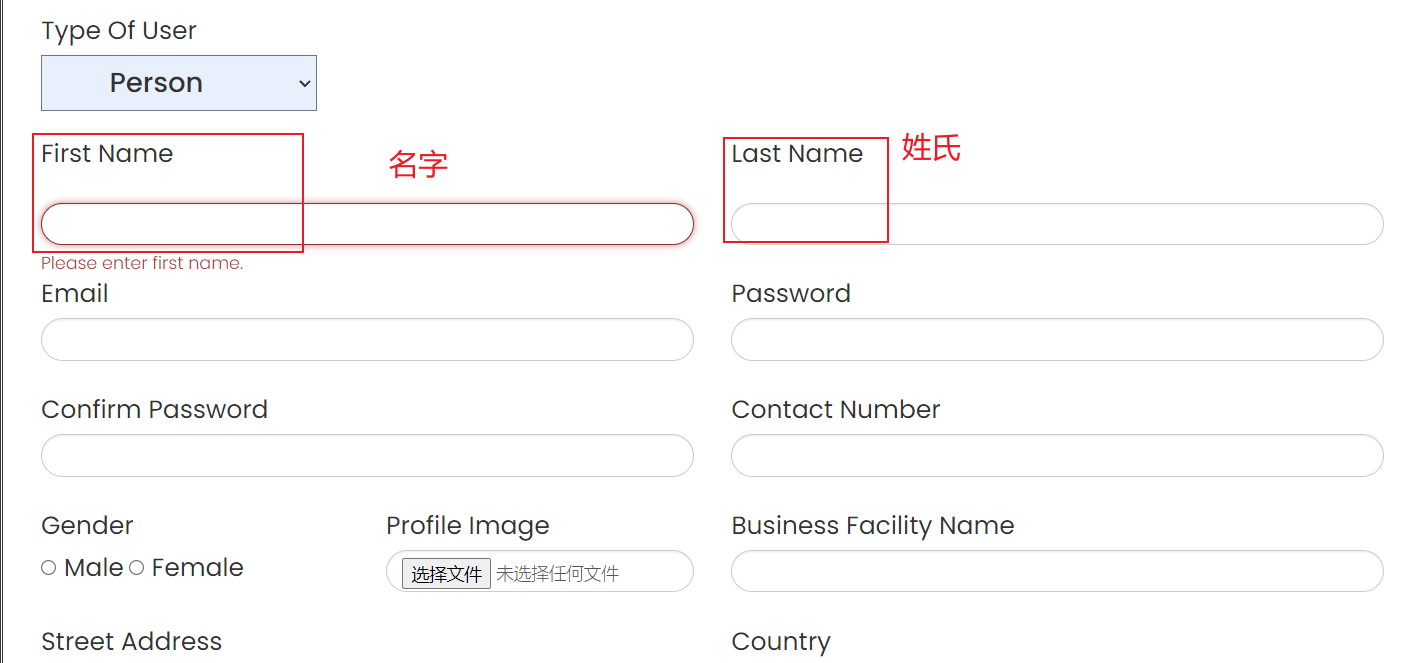 Type Of User
Person
First Name
名字
Last Name
姓氏
Please enter first name.
Email
Password
Confirm Password
Contact Number
Gender
Profile Image
Business Facility Name
Male
Female
选择文件 未选择任何文件
Street Address
Country